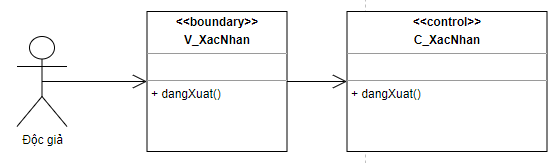 <<boundary>>
V_XacNhan
+ dangXuat()
<<control>>
C_XacNhan
+ dangXuat()
Độc giả